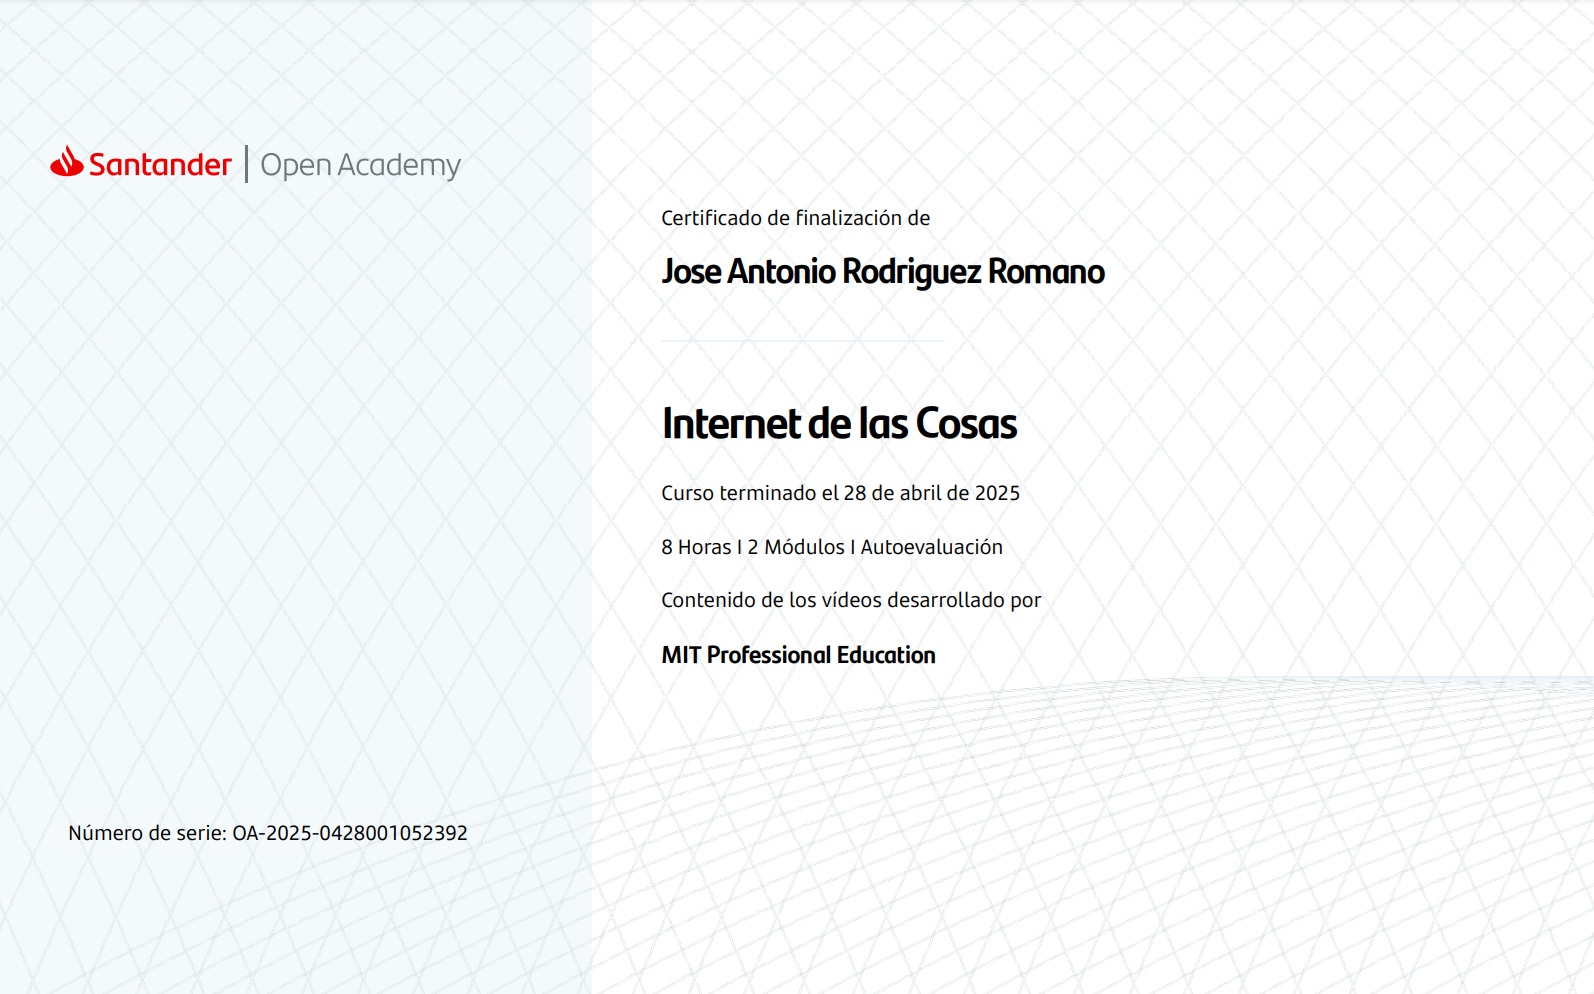 Santander | Open Academy
Certificado de finalización de
Jose Antonio Rodriguez Romano
Internet de las Cosas
Curso terminado el 28 de abril de 2025
8 Horas I 2 Módulos I Autoevaluación
Contenido de los vídeos desarrollado por
MIT Professional Education
Número de serie: OA-2025-0428001052392